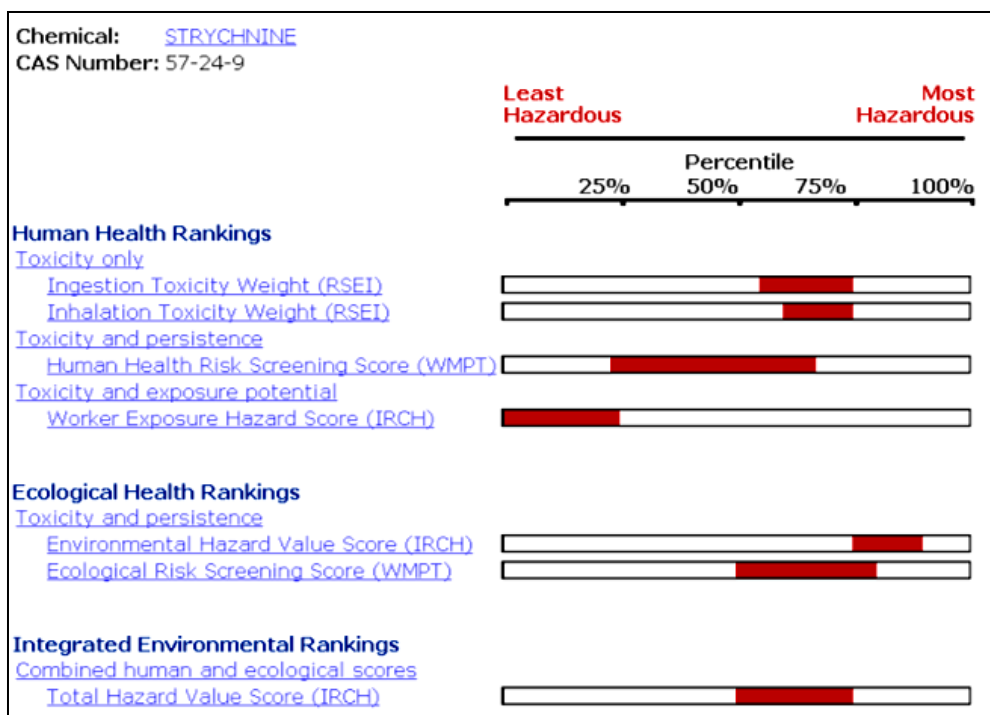 Chemical: STRYCHNINE
CAS Number: 57-24-9
Least Hazardous
Most Hazardous
Percentile
25% 50% 75% 100%
Human Health Rankings
Toxicity only
Ingestion Toxicity Weight (RSEI)
Inhalation Toxicity Weight (RSEI)
Toxicity and persistence
Human Health Risk Screening Score (WMPT)
Toxicity and exposure potential
Worker Exposure Hazard Score (IRCH)
Ecological Health Rankings
Toxicity and persistence
Environmental Hazard Value Score (IRCH)
Ecological Risk Screening Score (WMPT)
Integrated Environmental Rankings
Combined human and ecological scores
Total Hazard Value Score (IRCH)